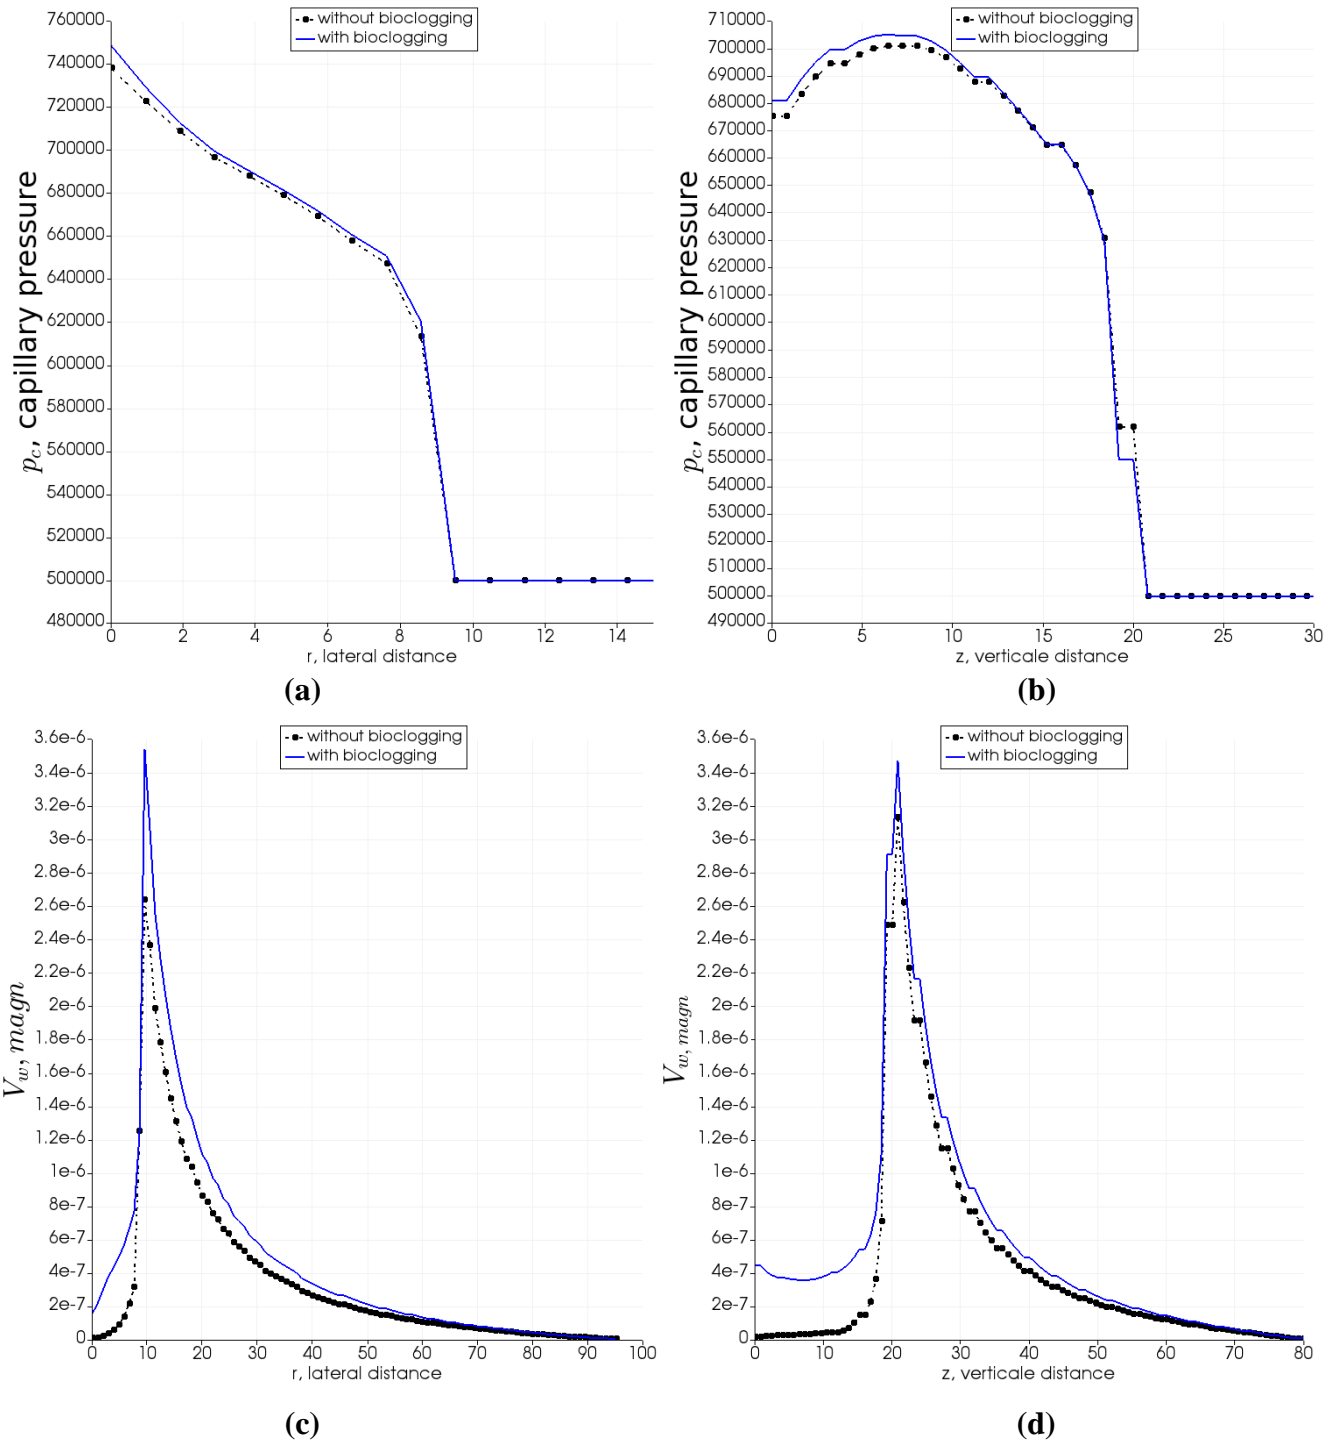 without bioclogging
with bioclogging
760000
740000
720000
700000
680000
660000
640000
620000
600000
580000
560000
540000
520000
500000
480000
p_c, capillary pressure
0 2 4 6 8 10 12 14
r, lateral distance
(a)
without bioclogging
with bioclogging
710000
700000
690000
680000
670000
660000
650000
640000
630000
620000
610000
600000
590000
580000
570000
560000
550000
540000
530000
520000
510000
500000
490000
p_c, capillary pressure
0 5 10 15 20 25 30
z, verticale distance
(b)
without bioclogging
with bioclogging
3.6e-6
3.4e-6
3.2e-6
3e-6
2.8e-6
2.6e-6
2.4e-6
2.2e-6
2e-6
1.8e-6
1.6e-6
1.4e-6
1.2e-6
1e-6
8e-7
6e-7
4e-7
2e-7
0
V_w, magn
0 10 20 30 40 50 60 70 80 90 100
r, lateral distance
(c)
without bioclogging
with bioclogging
3.6e-6
3.4e-6
3.2e-6
3e-6
2.8e-6
2.6e-6
2.4e-6
2.2e-6
2e-6
1.8e-6
1.6e-6
1.4e-6
1.2e-6
1e-6
8e-7
6e-7
4e-7
2e-7
0
V_{w, magn}
0 10 20 30 40 50 60 70 80
z, verticale distance
(d)